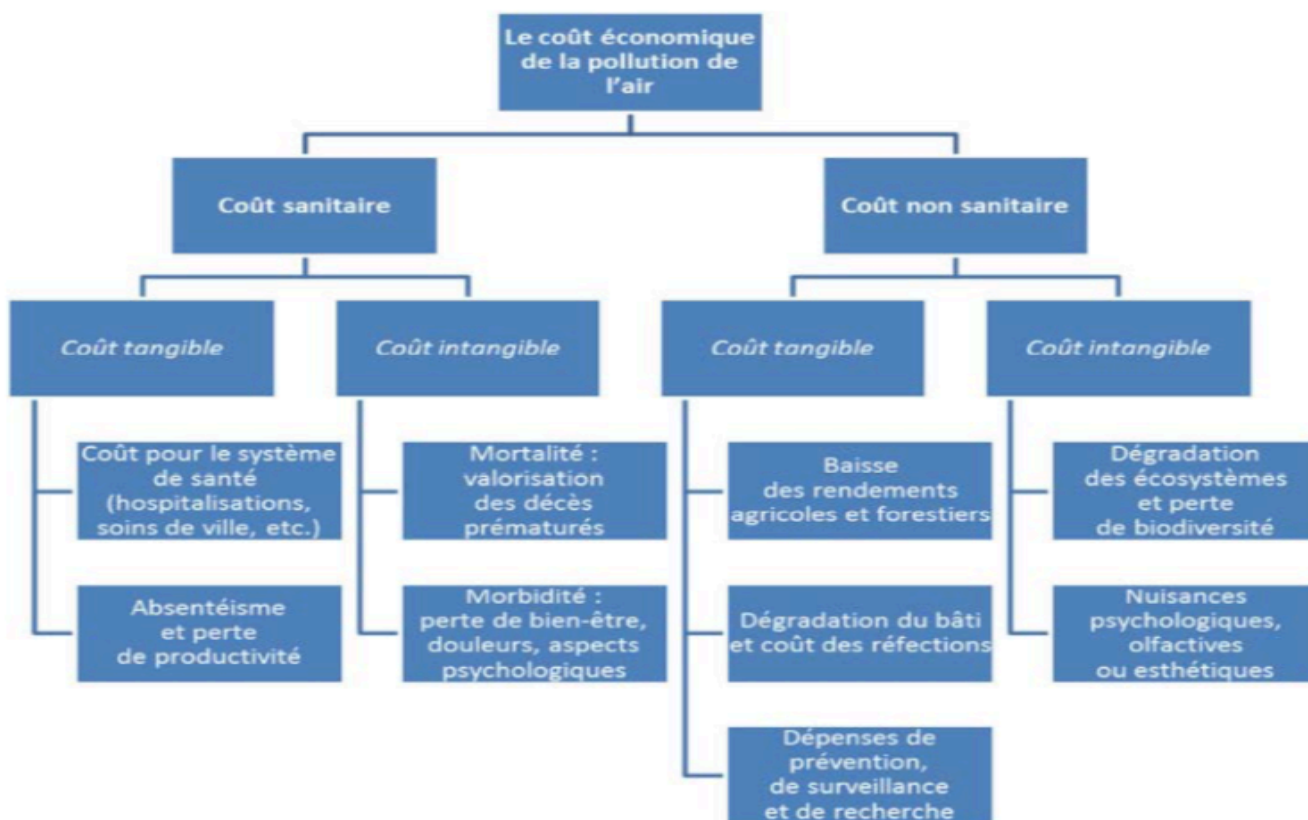 Le coût économique
de la pollution de
l'air
Coût sanitaire
Coût non sanitaire
Coût tangible
Coût intangible
Coût tangible
Coût intangible
Coût pour le système
de santé
(hospitalisations,
soins de ville, etc.)
Mortalité :
valorisation
des décès
prématurés
Baisse
des rendements
agricoles et forestiers
Dégradation
des écosystèmes
et perte
de biodiversité
Absentéisme
et perte
de productivité
Morbidité :
perte de bien-être,
douleurs, aspects
psychologiques
Dégradation du bâti
et coût des réfections
Nuisances
psychologiques,
olfactives
ou esthétiques
Dépenses de
prévention,
de surveillance
et de recherche